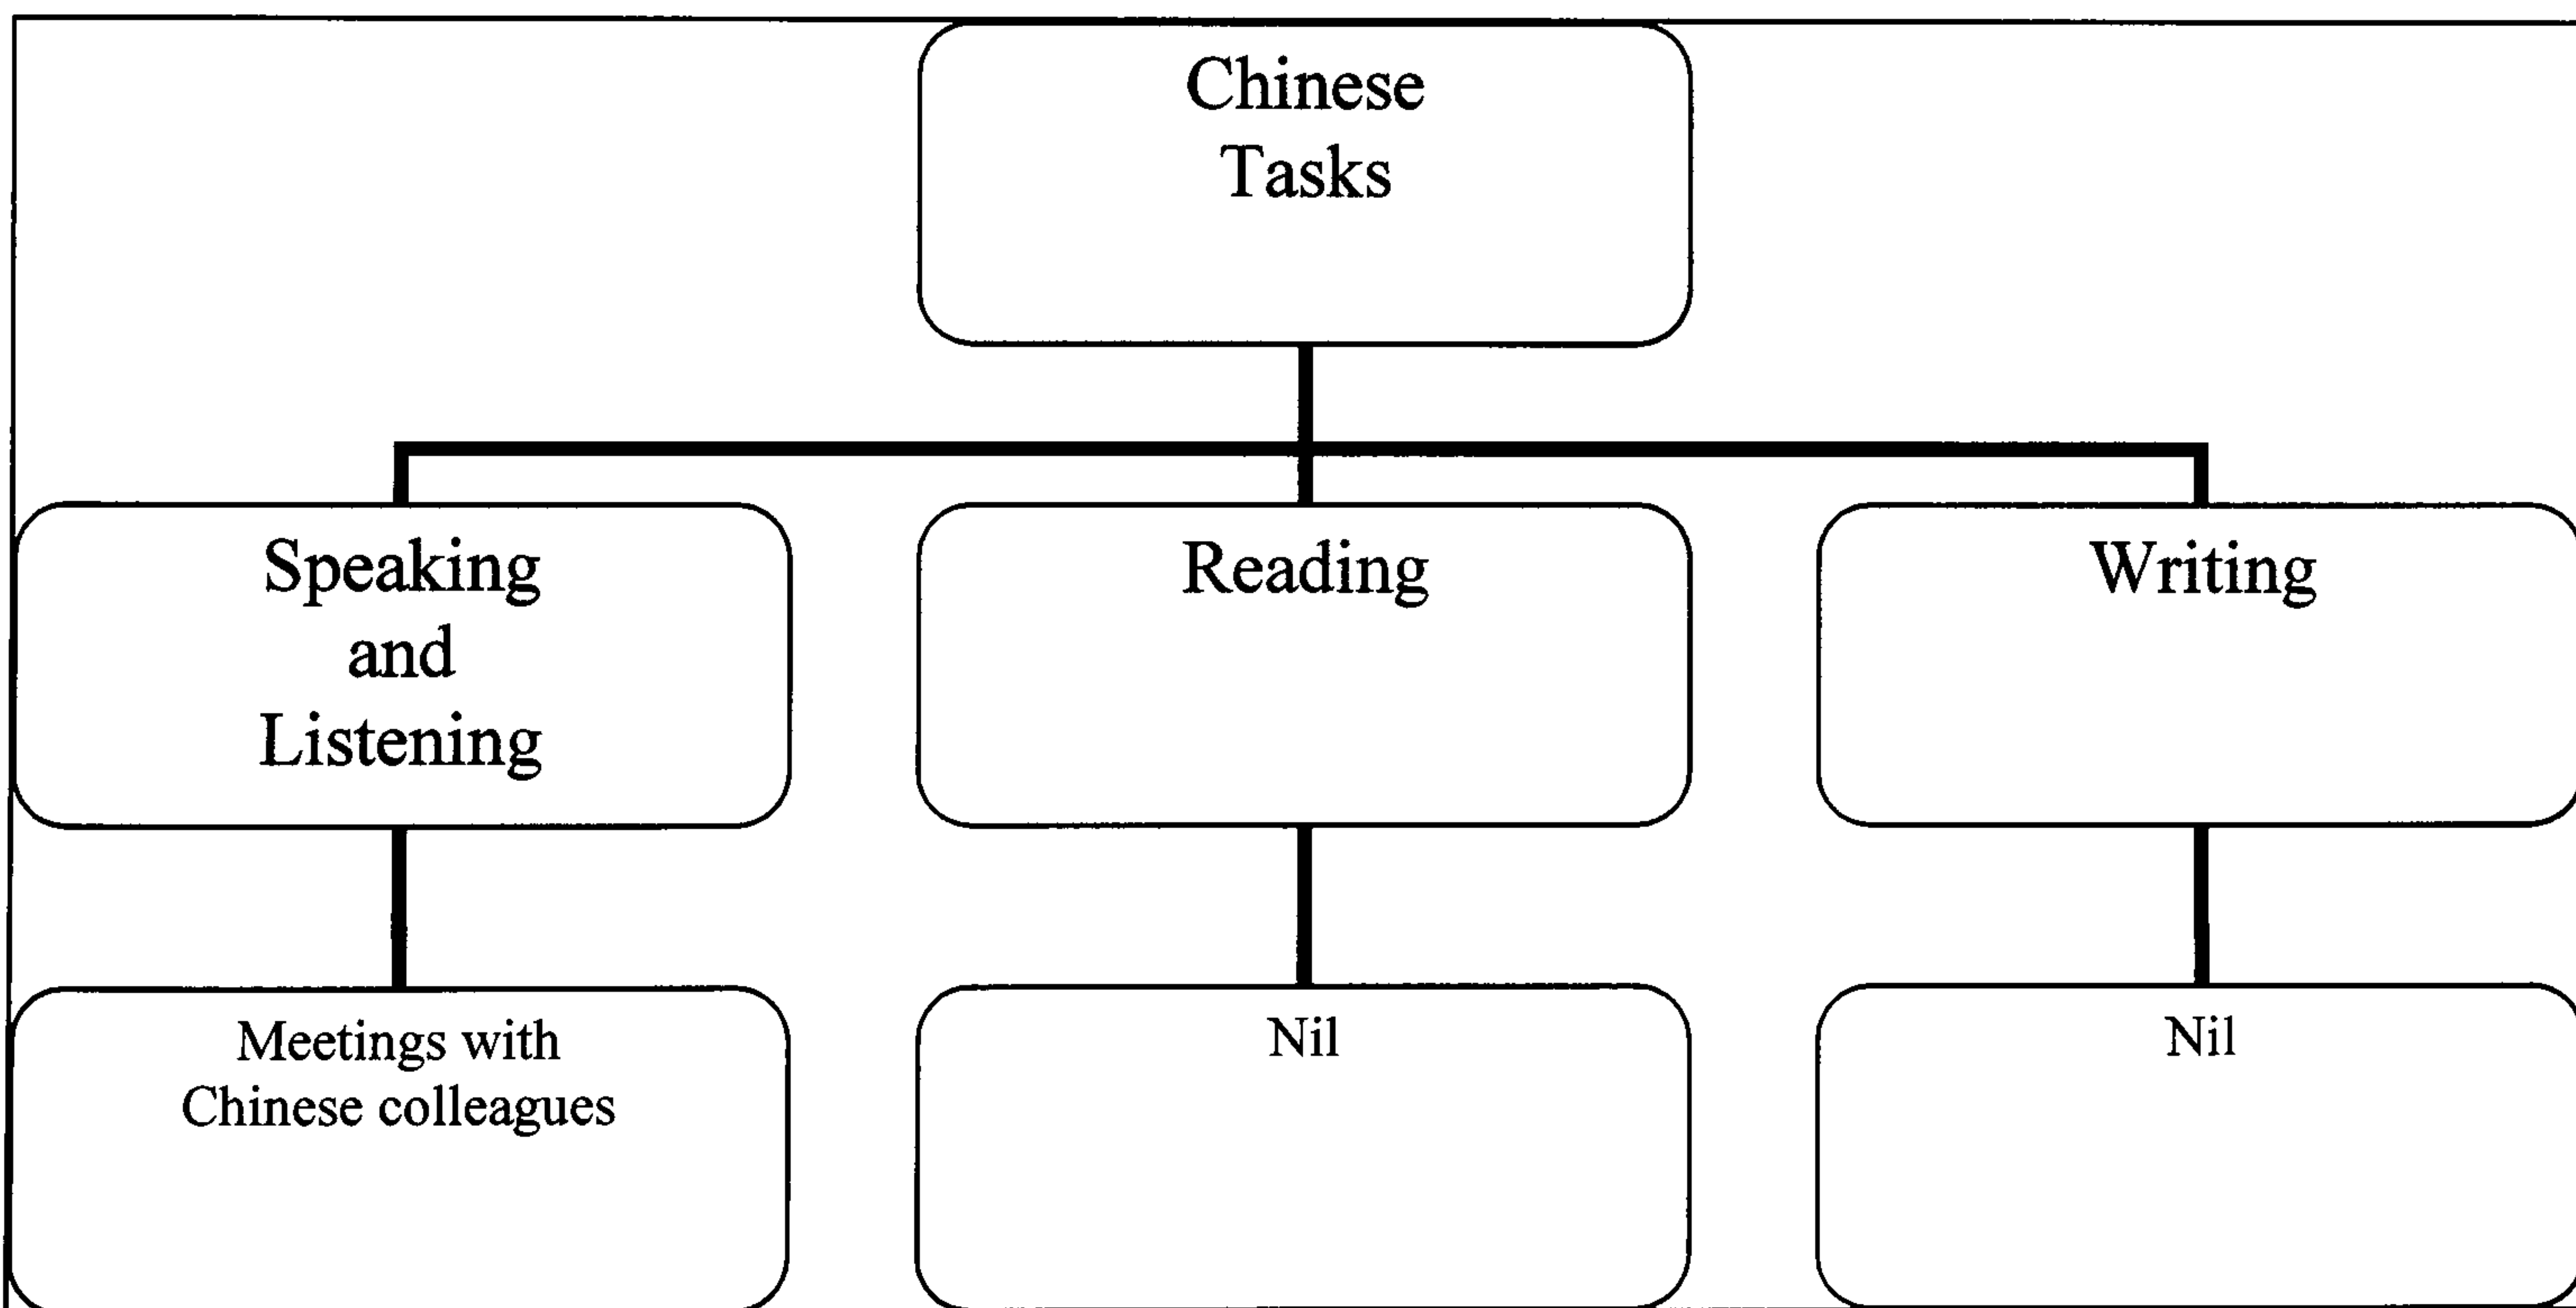 Chinese
Tasks
Speaking
and
Listening
Reading
Writing
Meetings with
Chinese colleagues
Nil
Nil